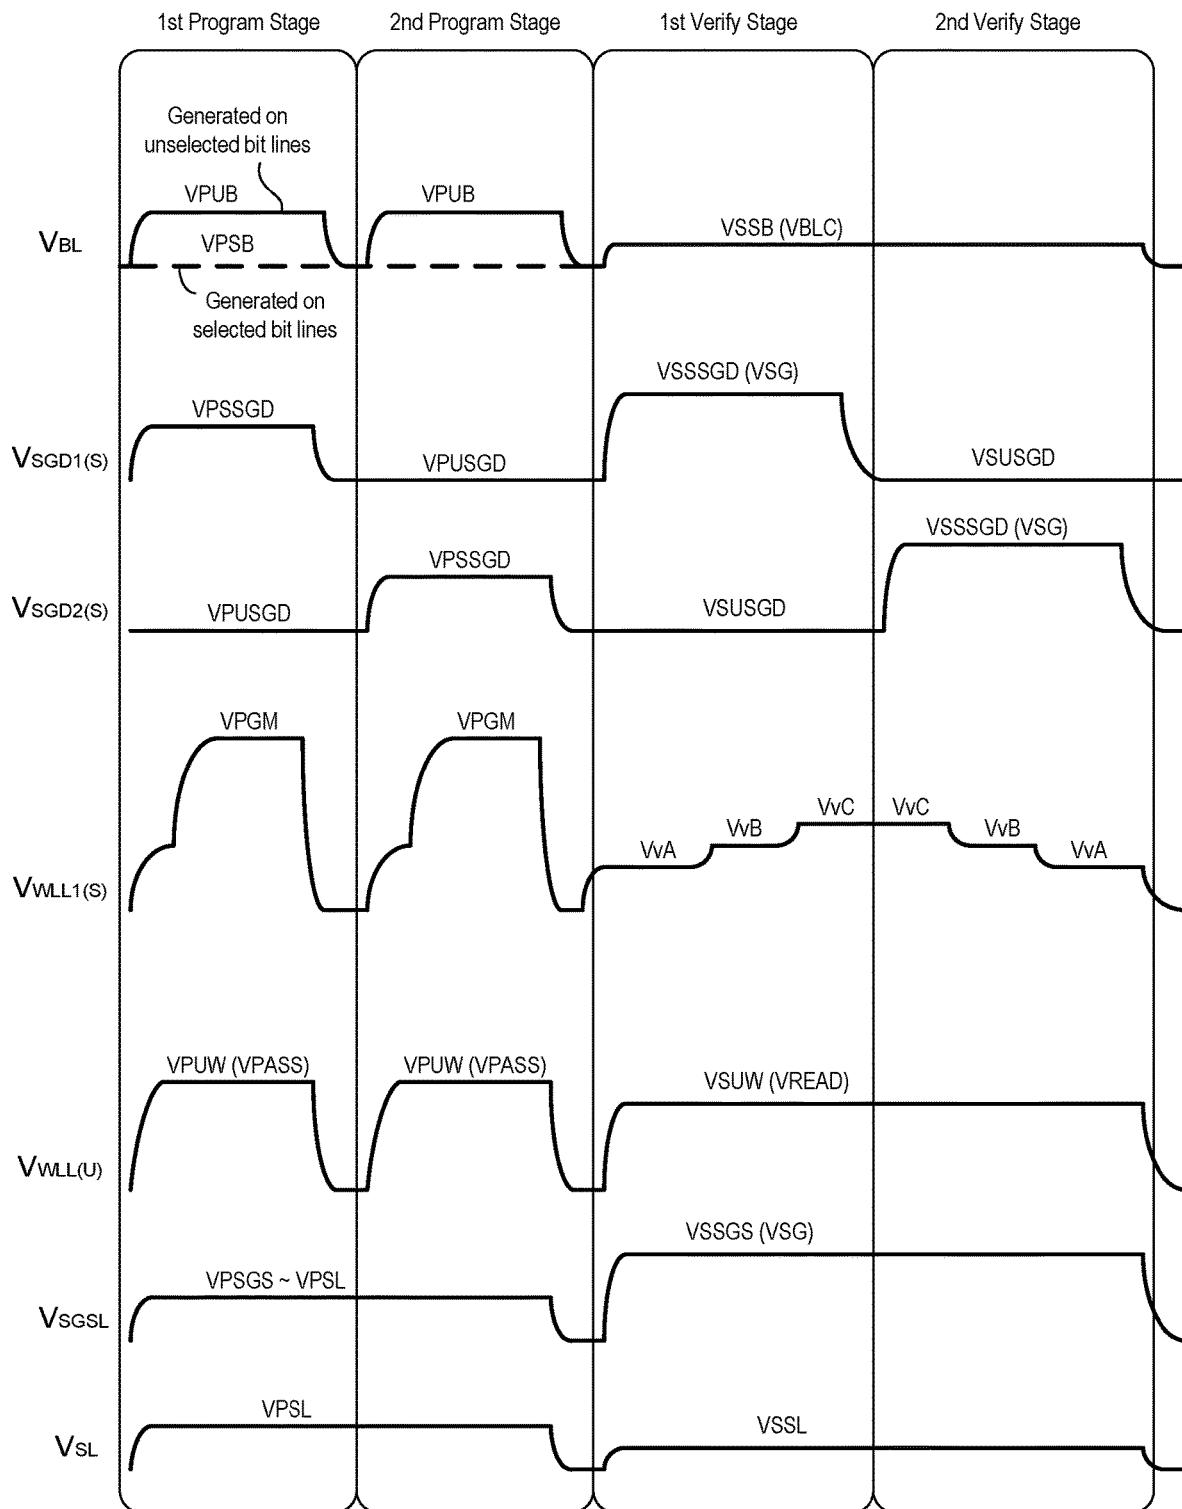 1st Program Stage
2nd Program Stage
1st Verify Stage
2nd Verify Stage
Generated on
unselected bit lines
VPUB
VPUB
VBL
VPSB
VSSB (VBLC)
Generated on
selected bit lines
VSSSGD (VSG)
VPSSGD
VSGD1(S)
VPUSGD
VSUSGD
VSSSGD (VSG)
VPSSGD
VSGD2(S)
VPUSGD
VSUSGD
VPGM
VPGM
VvC
VvC
VvB
VvB
VvA
VvA
VWLL1(S)
VPUW (VPASS)
VPUW (VPASS)
VSUW (VREAD)
VWLL(U)
VSSGS (VSG)
VPSGS ~ VPSL
VSGSL
VPSL
VSSL
VSL